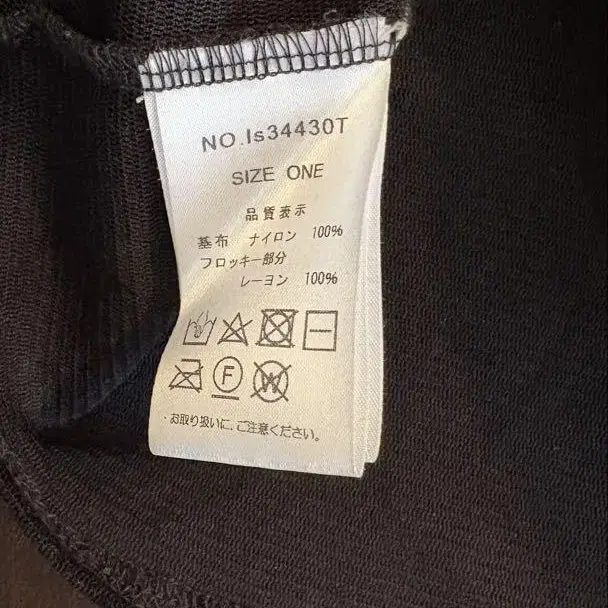 NO.Is34430T
SIZE ONE
品質表示
基布 ナイロン 100%
フロッキー部分
レーヨン 100%
F
W
・お取り扱いに、ご注意ください。